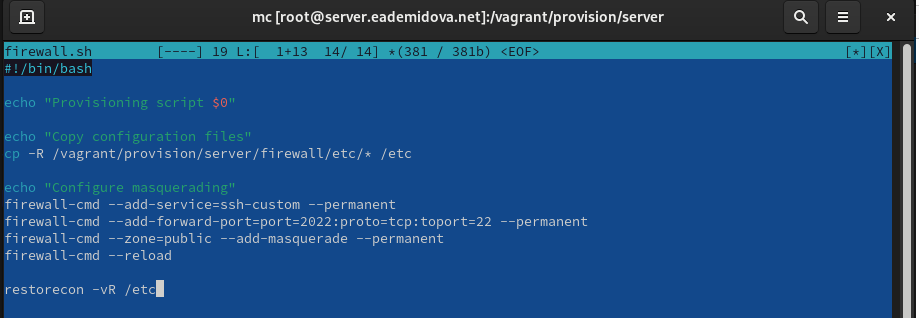 mc [root@server.eademidova.net]:/vagrant/provision/server
firewall.sh [----] 19 L:[ 1+13 14/ 14] *(381 / 381b) <EOF> [*][X]
#!/bin/bash
echo "Provisioning script $0"
echo "Copy configuration files"
cp -R /vagrant/provision/server/firewall/etc/* /etc
echo "Configure masquerading"
firewall-cmd --add-service=ssh-custom --permanent
firewall-cmd --add-forward-port=port=2022:proto=tcp:toport=22 --permanent
firewall-cmd --zone=public --add-masquerade --permanent
firewall-cmd --reload
restorecon -vR /etc